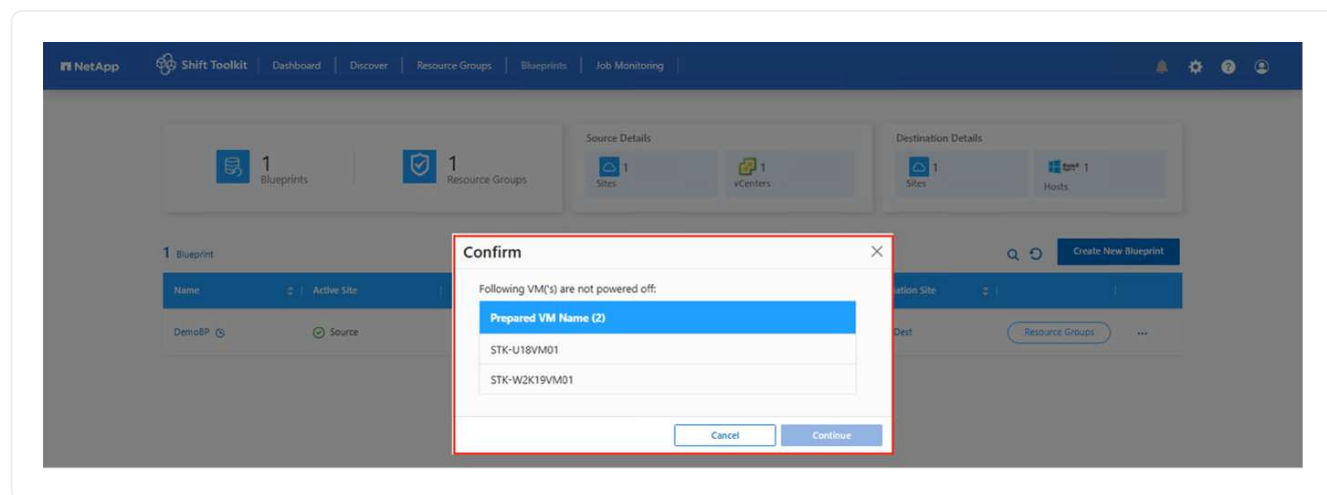 NetApp
Shift Toolkit
Dashboard
Discover
Resource Groups
Blueprints
Job Monitoring
1
Blueprints
1
Resource Groups
Source Details
1
Sites
1
vCenters
Destination Details
1
Sites
1
Hosts
1 Blueprint
Create New Blueprint
Name
Active Site
ation Site
DemoBP
Source
Dest
Resource Groups
...
Confirm
Following VM('s) are not powered off:
Prepared VM Name (2)
STK-U18VM01
STK-W2K19VM01
Cancel
Continue